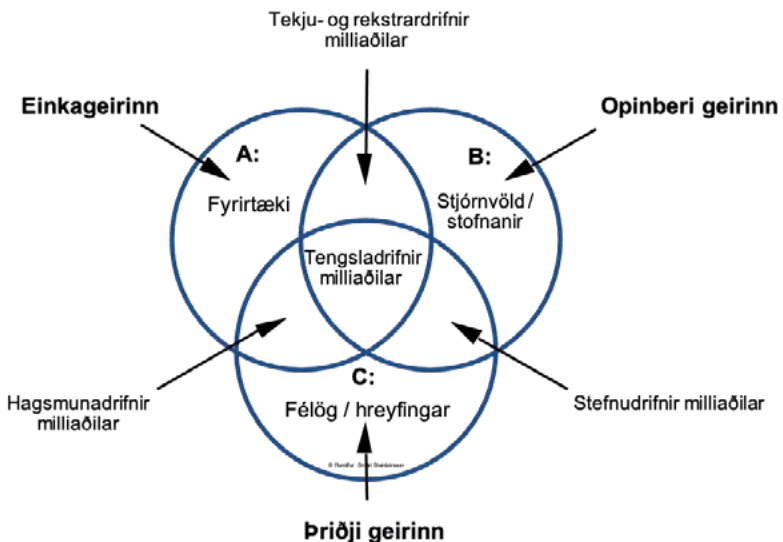 Tekju- og rekstrardrifnir
milliaðilar
Einkageirinn
Opinberi geirinn
A:
B:
Fyrirtæki
Stjórnvöld /
stofnanir
Tengsladrifnir
milliaðilar
C:
Hagsmunadrifnir
milliaðilar
Félög / hreyfingar
Stefnudrifnir milliaðilar
Þriðji geirinn